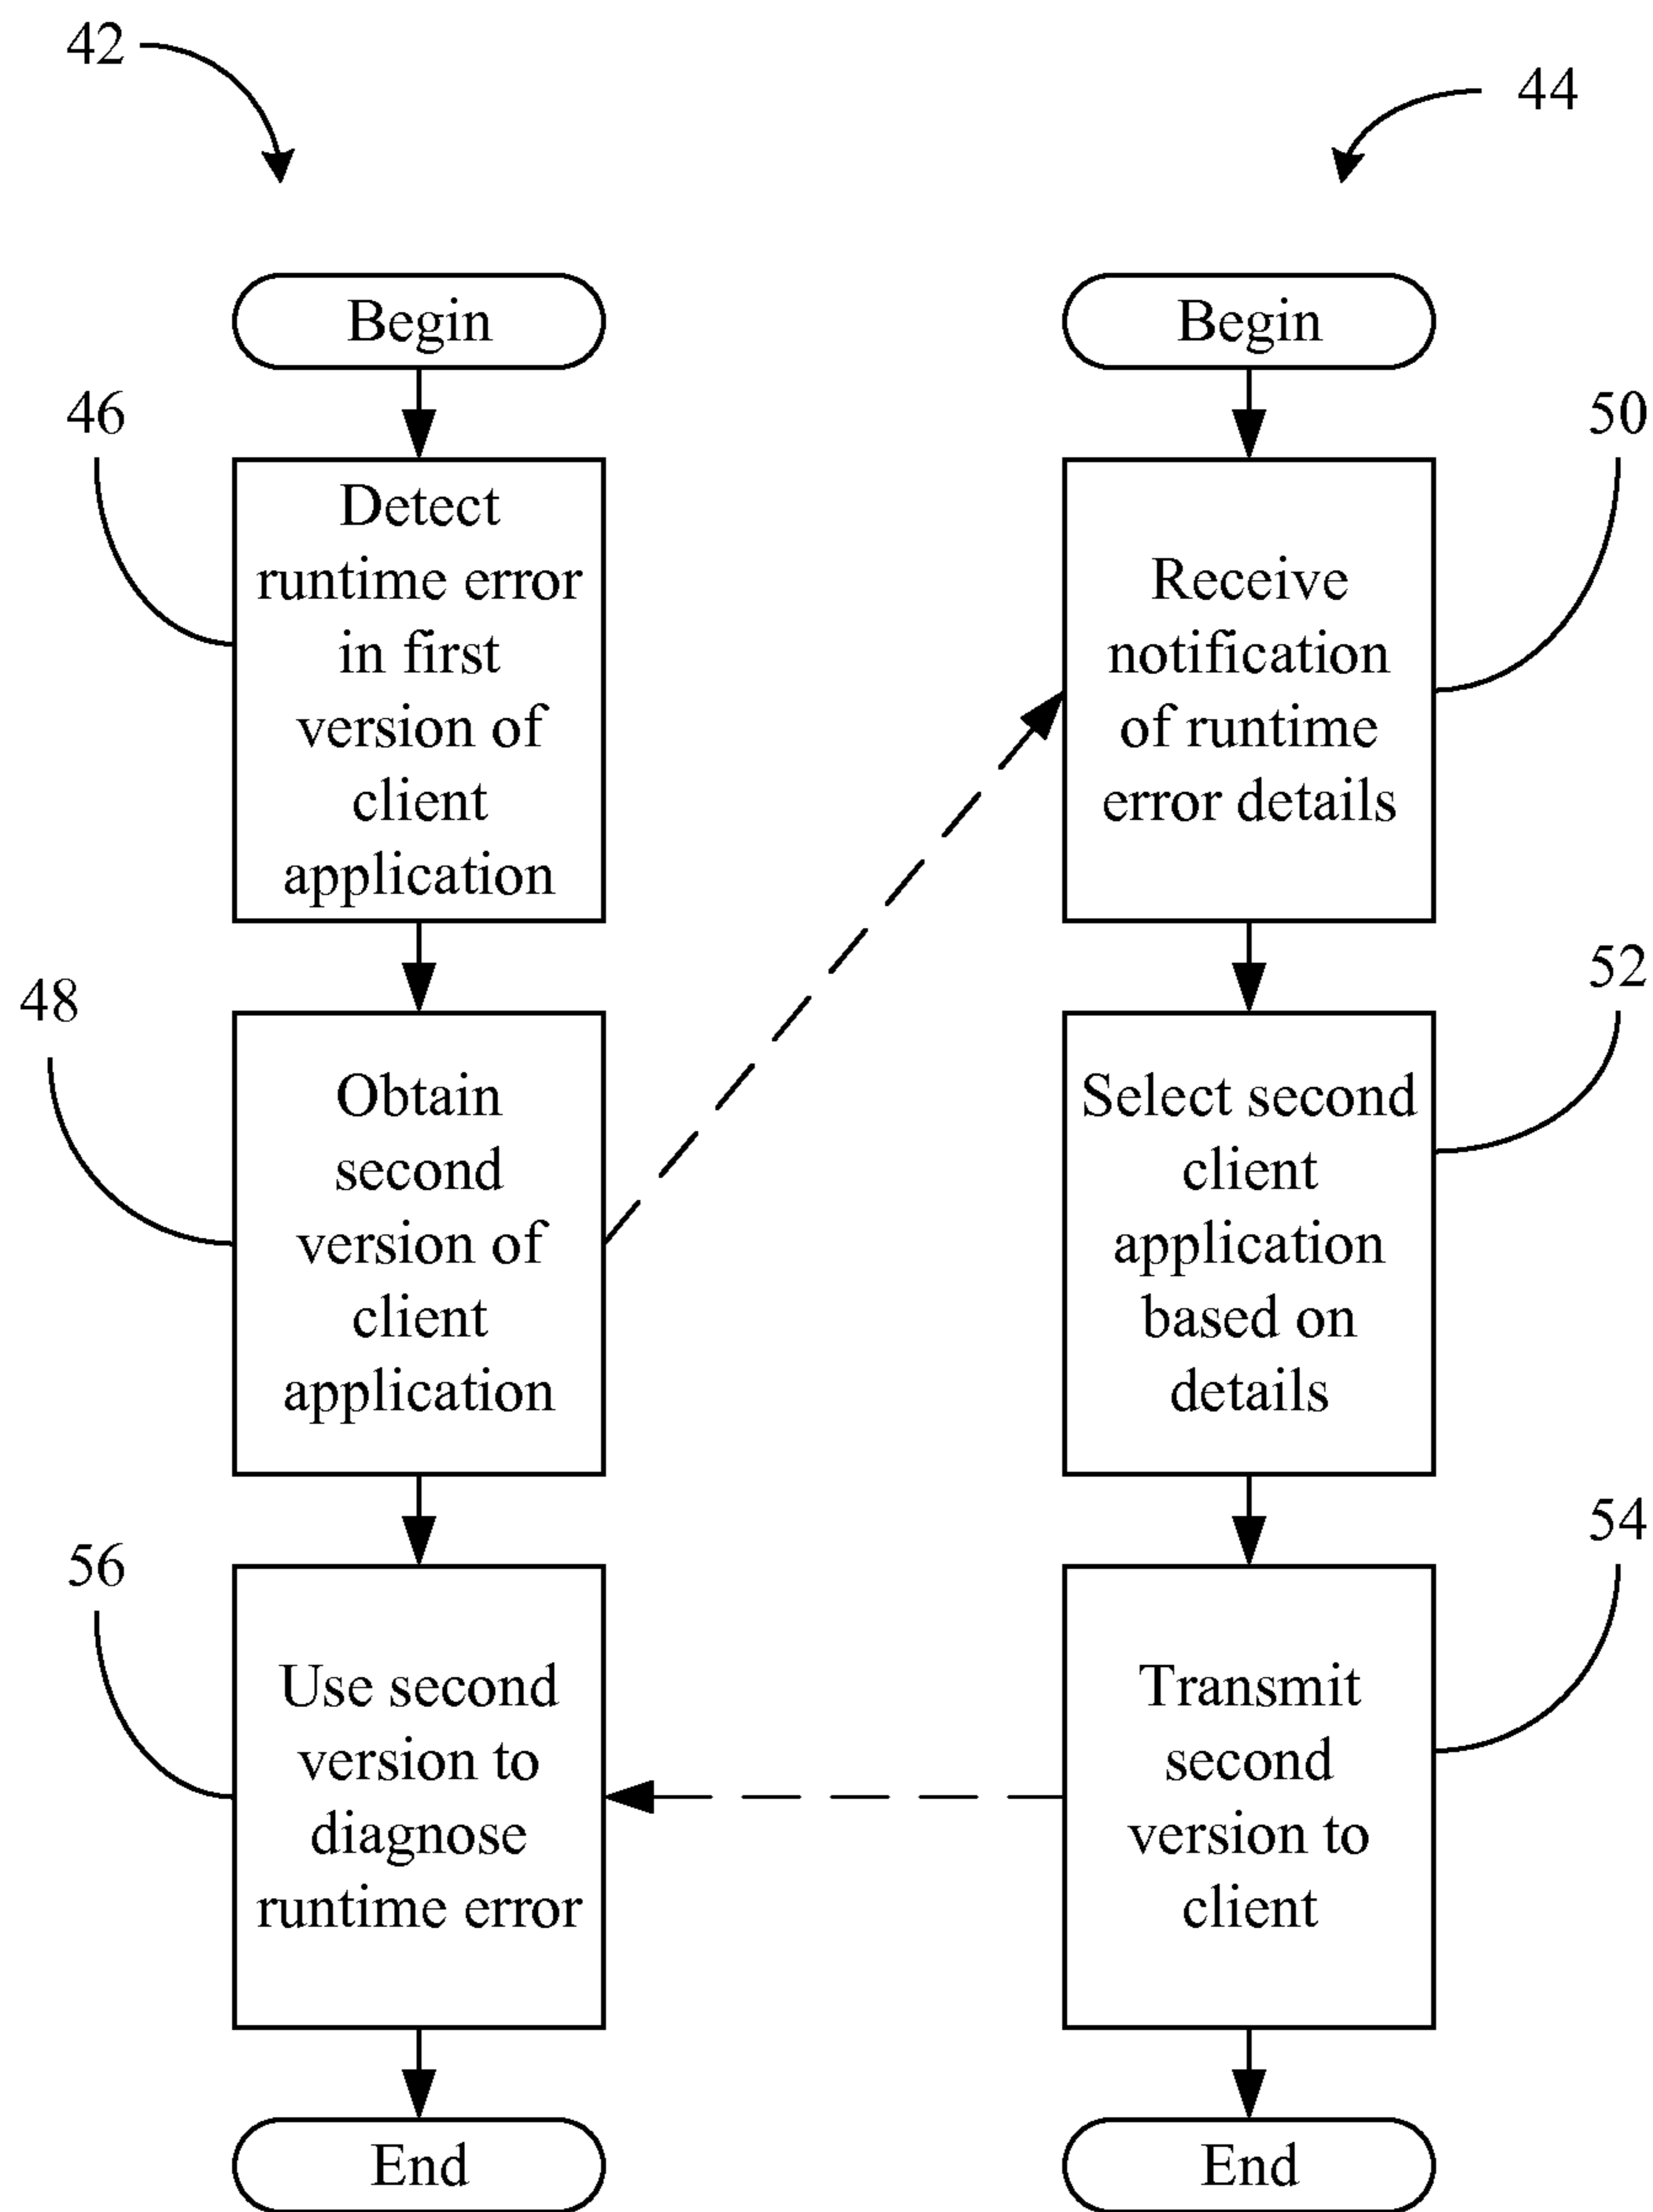 42
44
Begin
46
Detect
runtime error
in first
version of
client
application
48
Obtain
second
version of
client
application
56
Use second
version to
diagnose
runtime error
End
Begin
50
Receive
notification
of runtime
error details
52
Select second
client
application
based on
details
54
Transmit
second
version to
client
End